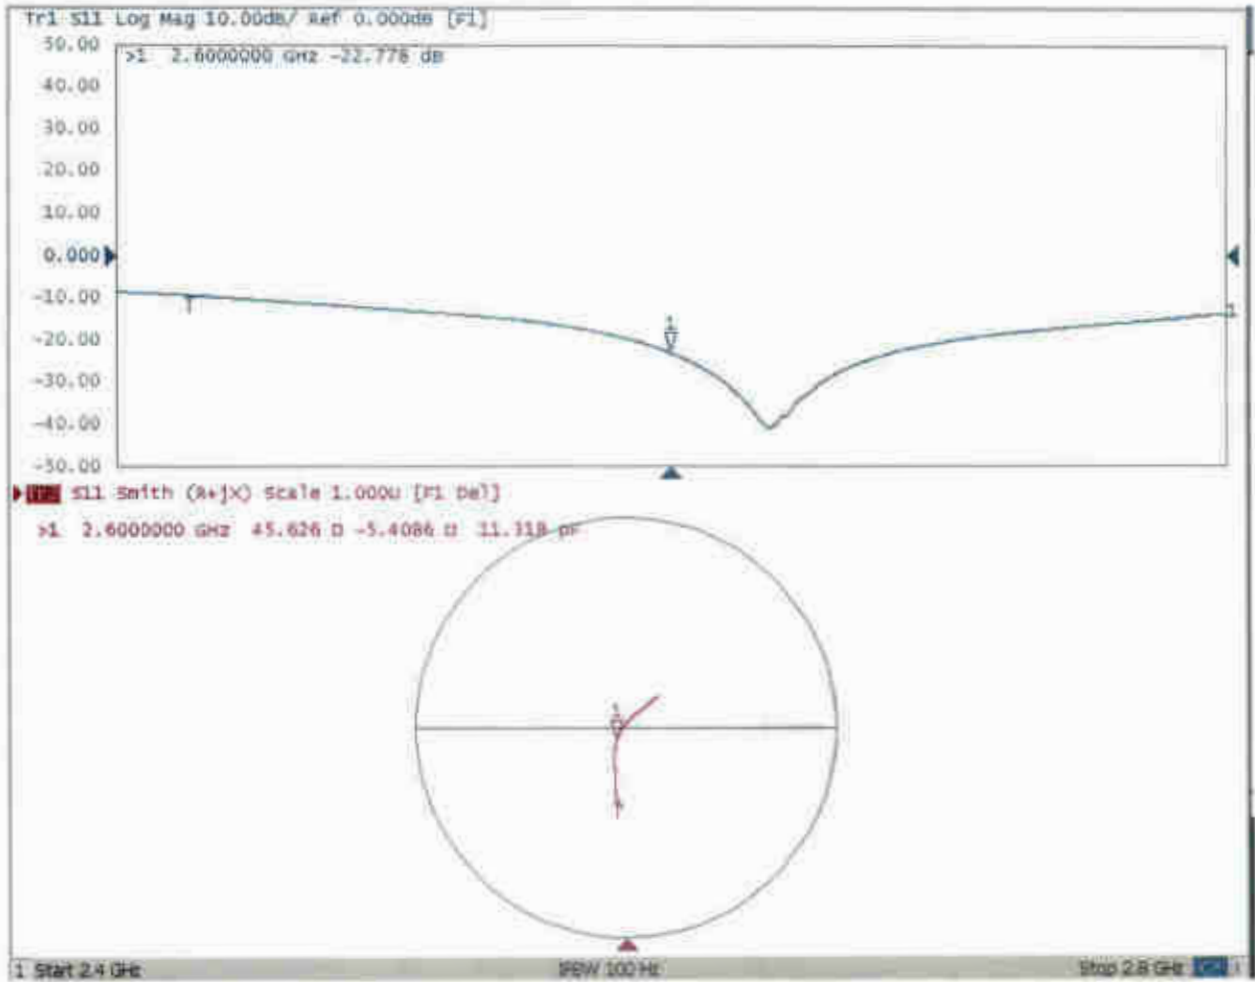 Tr1 S11 Log Mag 10.00dB/ Ref 0.000dB [F1]
50.00
>1 2.6000000 GHz -22.778 dB
40.00
30.00
20.00
10.00
0.000
-10.00
1
1
-20.00
-30.00
-40.00
-50.00
S11 Smith (R+jX) Scale 1.000U [F1 Del]
>1 2.6000000 GHz 45.626 Ω -5.4086 Ω 11.318 pF
1
1 Start 2.4 GHz IFBW 100 Hz Stop 2.8 GHz